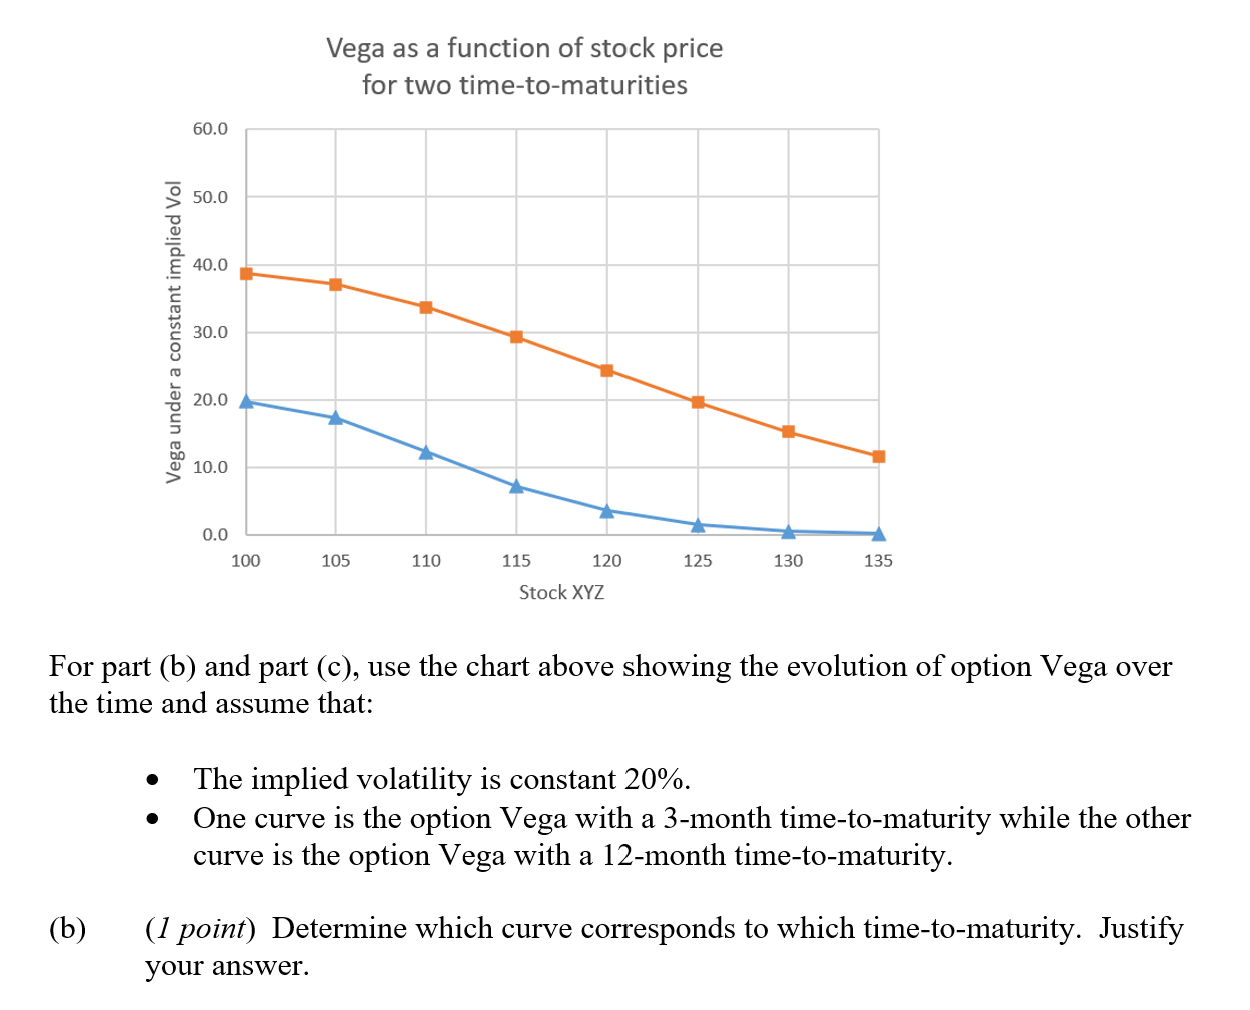 Vega as a function of stock price
for two time-to-maturities
Vega under a constant implied Vol
60.0
50.0
40.0
30.0
20.0
10.0
0.0
100 105 110 115 120 125 130 135
Stock XYZ
For part (b) and part (c), use the chart above showing the evolution of option Vega over
the time and assume that:
• The implied volatility is constant 20%.
• One curve is the option Vega with a 3-month time-to-maturity while the other
curve is the option Vega with a 12-month time-to-maturity.
(b) (1 point) Determine which curve corresponds to which time-to-maturity. Justify
your answer.